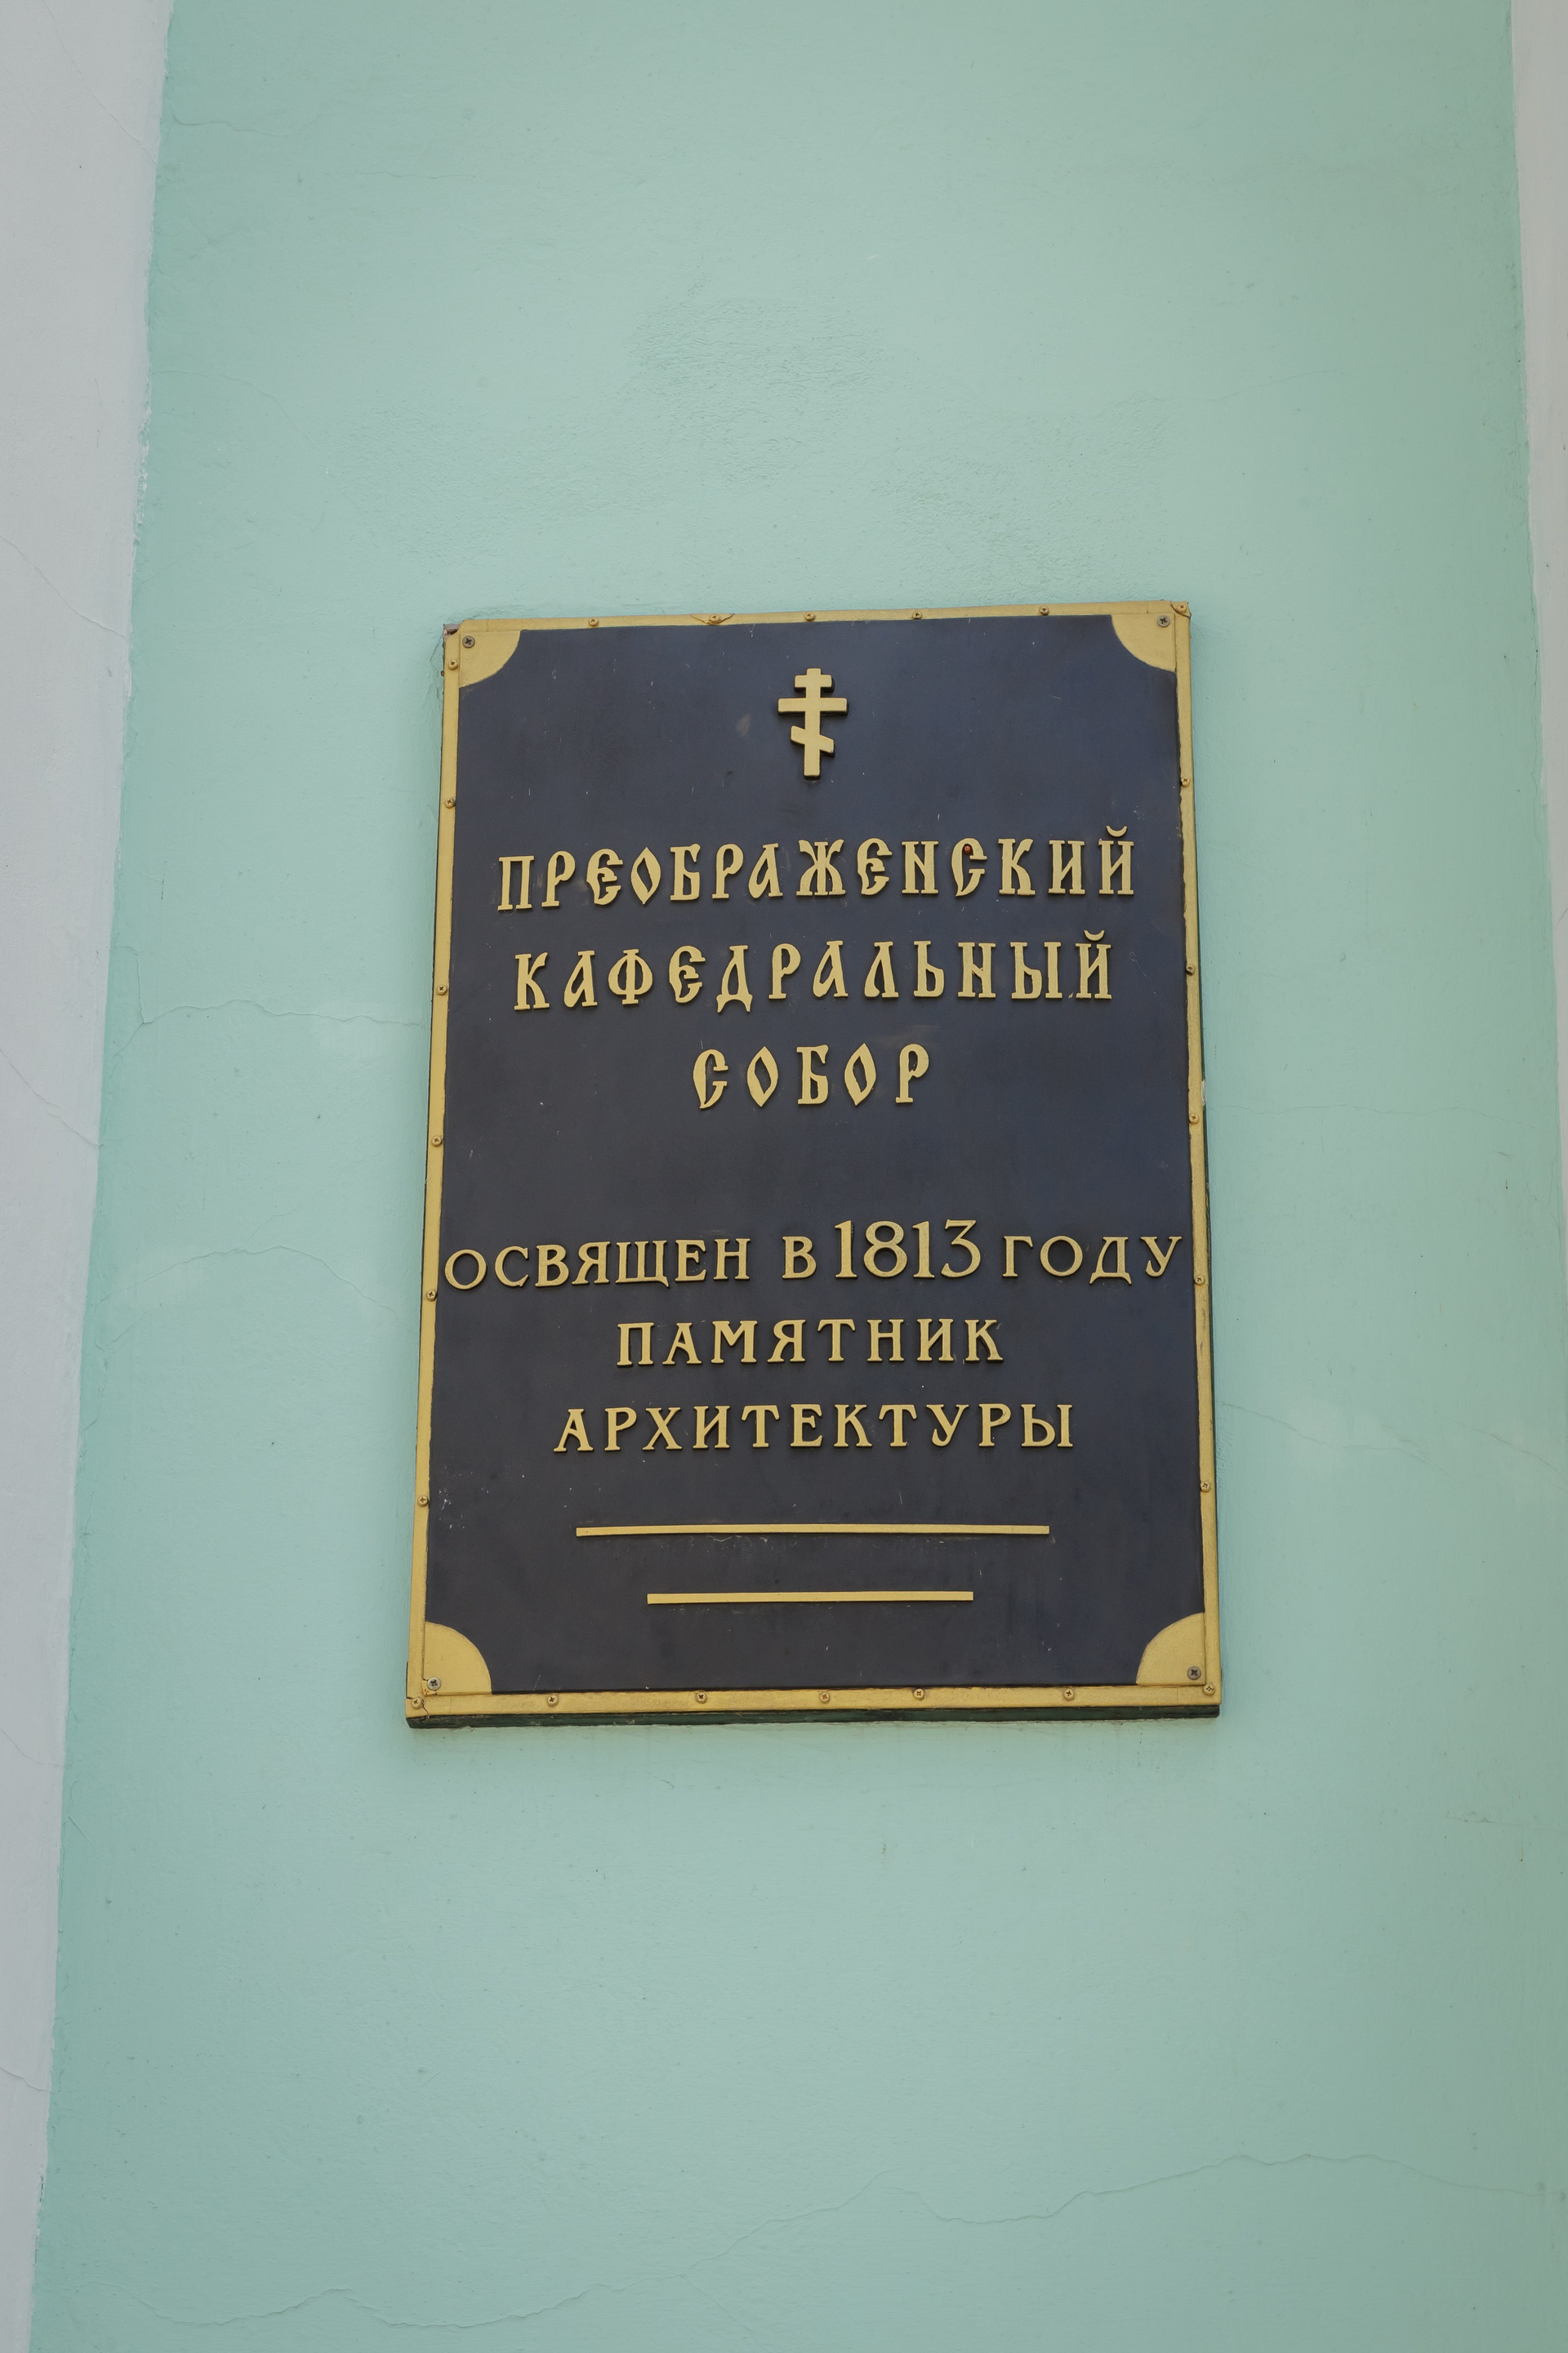 ПРЕОБРАЖЕНСКИЙ
КАФЕДРАЛЬНЫЙ
СОБОР
ОСВЯЩЕН В 1813 ГОДУ
ПАМЯТНИК
АРХИТЕКТУРЫ